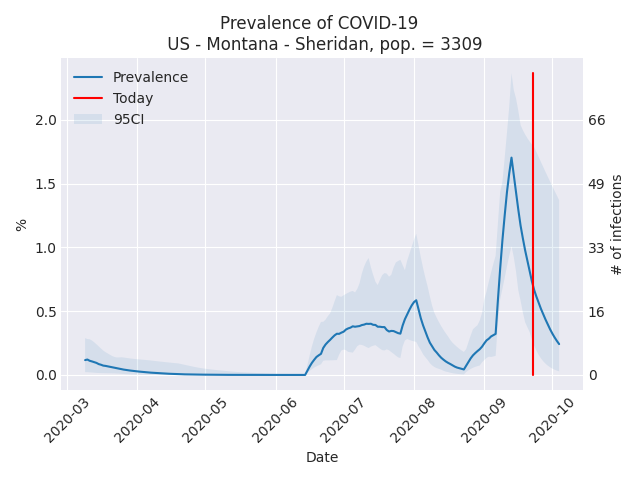 Prevalence of COVID-19
US - Montana - Sheridan, pop. = 3309
Prevalence
Today
95CI
2.0
1.5
1.0
0.5
0.0
%
66
49
33
16
0
# of infections
2020-03
2020-04
2020-05
2020-06
2020-07
2020-08
2020-09
2020-10
Date